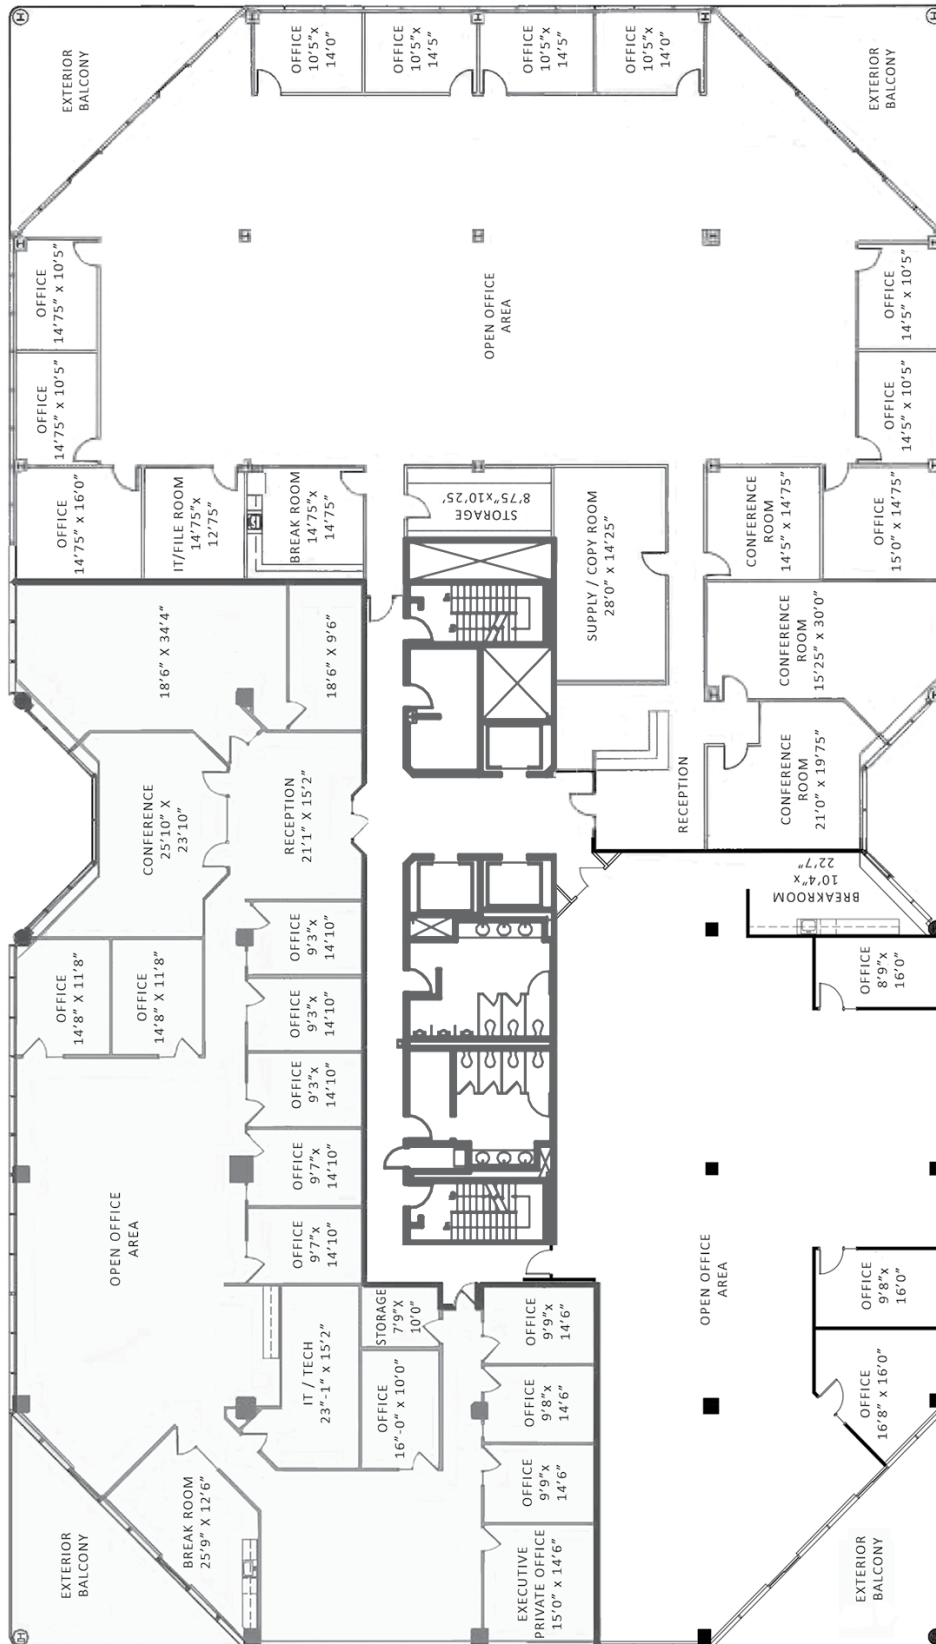 EXTERIOR
BALCONY
OFFICE
10'5"x
14'0"
OFFICE
10'5"x
14'5"
OFFICE
10'5"x
14'5"
OFFICE
10'5"x
14'0"
EXTERIOR
BALCONY
OFFICE
14'75" x 10'5"
OFFICE
14'75" x 10'5"
OPEN OFFICE
AREA
OFFICE
14'5" x 10'5"
OFFICE
14'5" x 10'5"
OFFICE
14'75" x 16'0"
IT/FILE ROOM
14'75"x
12'75"
BREAK ROOM
14'75"x
14'75"
STORAGE
8'75"x10'25'
SUPPLY / COPY ROOM
28'0" x 14'25"
CONFERENCE
ROOM
14'5" x 14'75"
OFFICE
15'0" x 14'75"
18'6" X 34'4"
18'6" X 9'6"
CONFERENCE
ROOM
15'25" x 30'0"
CONFERENCE
25'10" X
23'10"
RECEPTION
21'1" X 15'2"
RECEPTION
CONFERENCE
ROOM
21'0" x 19'75"
BREAKROOM
10'4"x
22'7"
OFFICE
14'8" X 11'8"
OFFICE
14'8" X 11'8"
OFFICE
9'3"x
14'10"
OFFICE
9'3"x
14'10"
OFFICE
9'3"x
14'10"
OFFICE
9'7"x
14'10"
OFFICE
9'7"x
14'10"
OFFICE
8'9"x
16'0"
OPEN OFFICE
AREA
OPEN OFFICE
AREA
OFFICE
9'8"x
16'0"
OFFICE
16'8" x 16'0"
STORAGE
7'9"X
10'0"
IT / TECH
23"-1" x 15'2"
OFFICE
16"-0" x 10'0"
OFFICE
9'9"x
14'6"
OFFICE
9'8"x
14'6"
OFFICE
9'9"x
14'6"
EXECUTIVE
PRIVATE OFFICE
15'0" x 14'6"
BREAK ROOM
25'9" X 12'6"
EXTERIOR
BALCONY
EXTERIOR
BALCONY